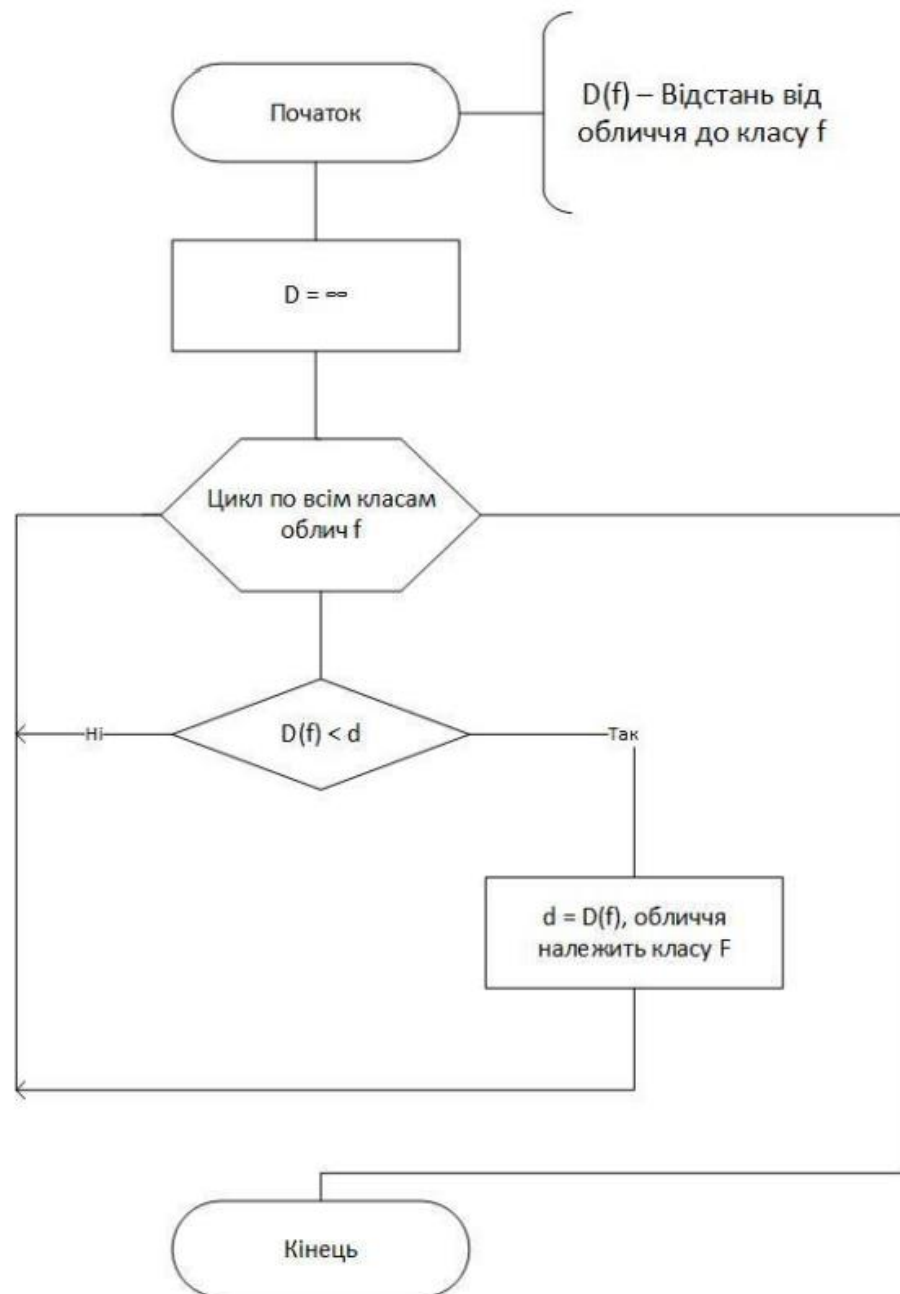 Початок
D(f) – Відстань від
обличчя до класу f
D = ∞
Цикл по всім класам
облич f
D(f) < d
Ні
Так
d = D(f), обличчя
належить класу F
Кінець